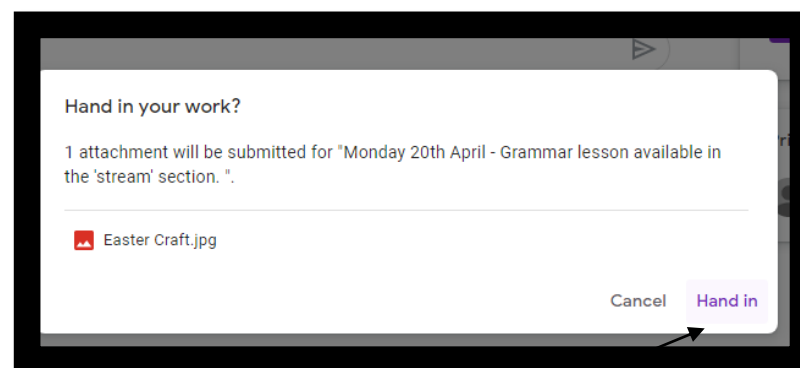 Hand in your work?
1 attachment will be submitted for "Monday 20th April - Grammar lesson available in
the 'stream' section. ".
Easter Craft.jpg
Cancel Hand in